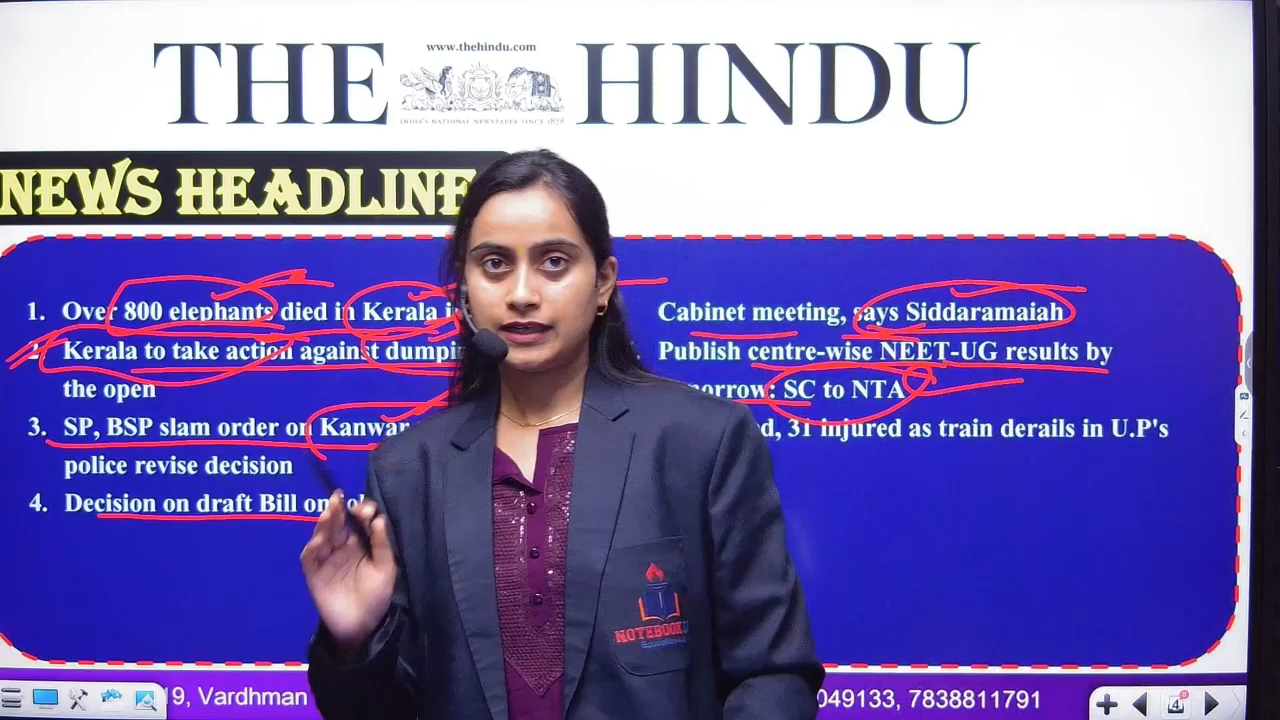 www.thehindu.com
THE HINDU
INDIA'S NATIONAL NEWSPAPER SINCE 1878
NEWS HEADLINE
1. Over 800 elephants died in Kerala
2. Kerala to take action against
the open
3. SP, BSP slam order on Kanwar
police revise decision
4. Decision on draft Bill on
Cabinet meeting, says Siddaramaiah
Publish centre-wise NEET-UG results by
SC to NTA
31 injured as train derails in U.P's
NOTEBOOK
19, Vardhman
049133, 7838811791
4